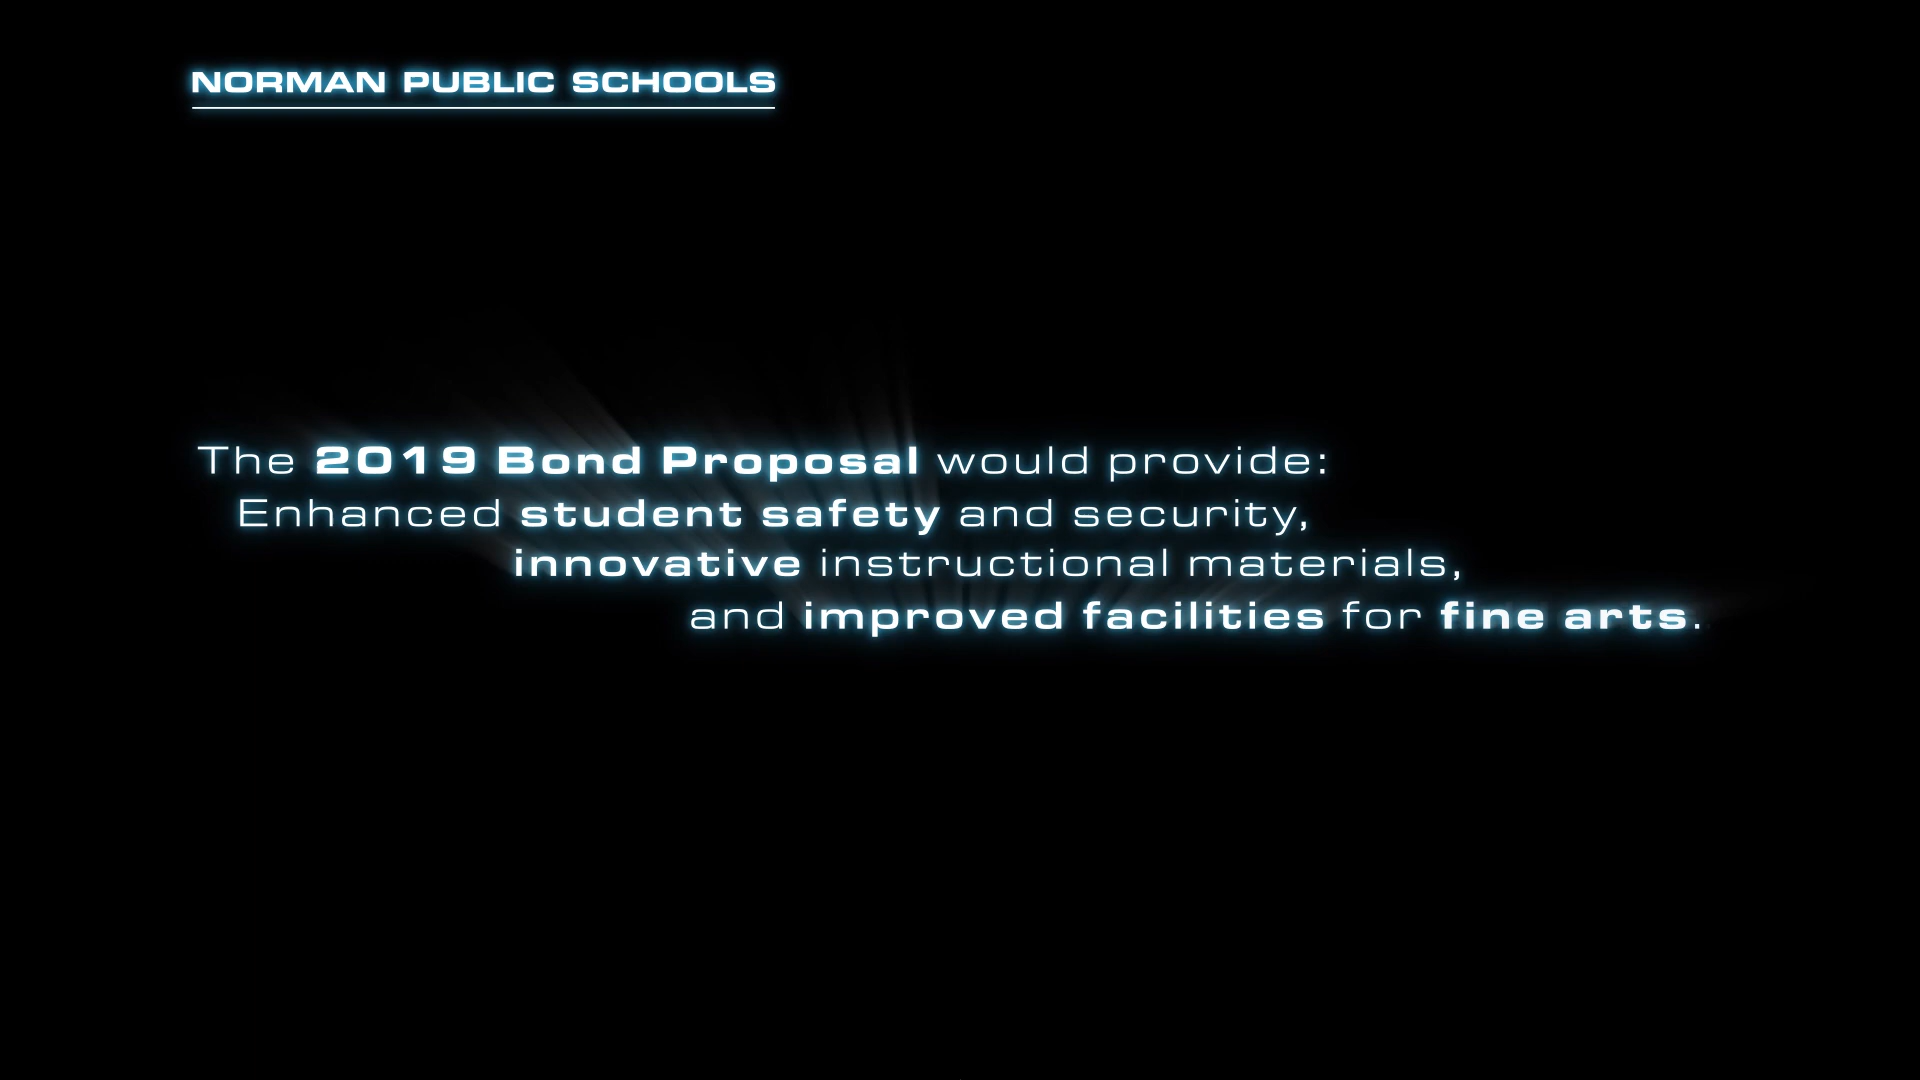 NORMAN PUBLIC SCHOOLS
The 2019 Bond Proposal would provide:
Enhanced student safety and security,
innovative instructional materials,
and improved facilities for fine arts.